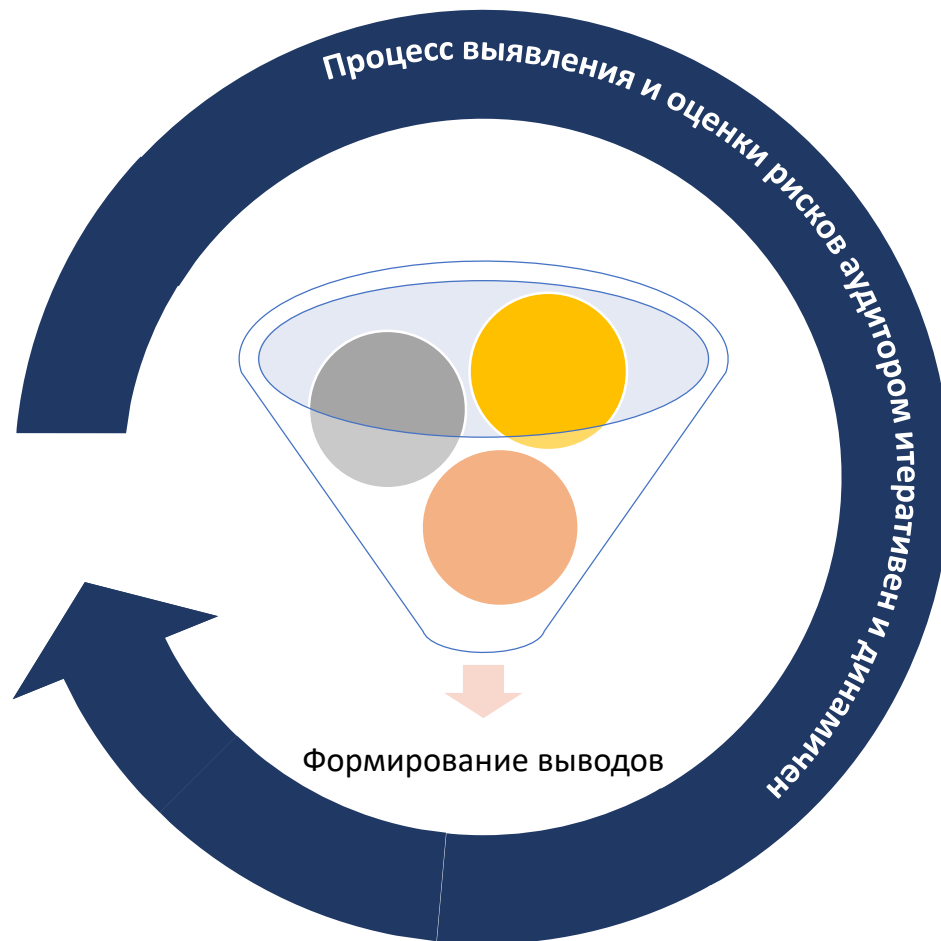 Процесс выявления и оценки рисков аудитором итеративен и динамичен
Формирование выводов